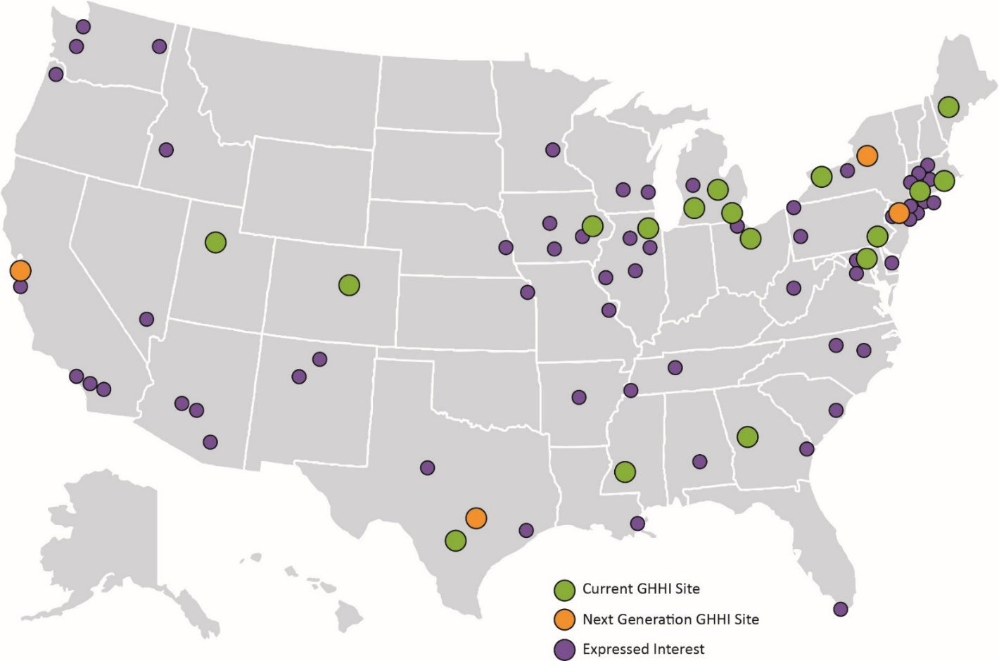 Current GHHI Site
Next Generation GHHI Site
Expressed Interest